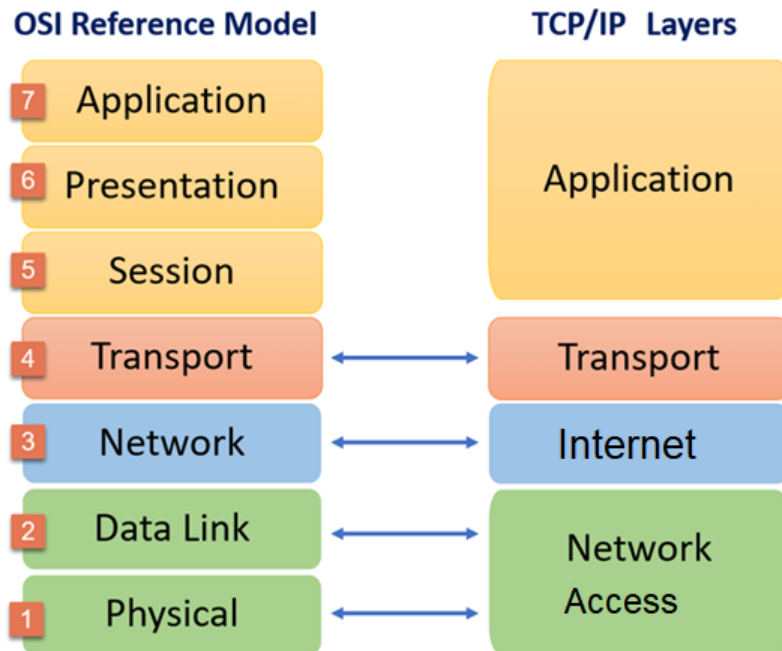 OSI Reference Model TCP/IP Layers
7 Application
6 Presentation
5 Session
Application
4 Transport Transport
3 Network Internet
2 Data Link
1 Physical
Network
Access